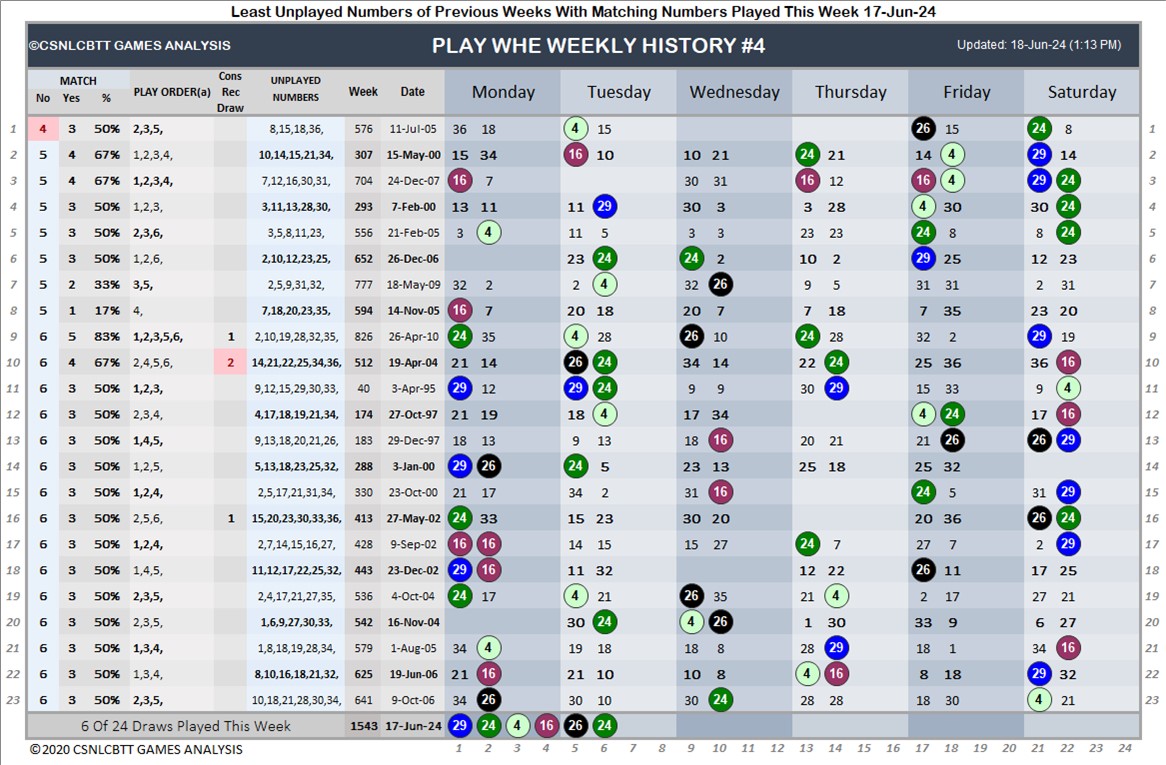 Least Unplayed Numbers of Previous Weeks With Matching Numbers Played This Week 17-Jun-24
©CSNLCBTT GAMES ANALYSIS PLAY WHE WEEKLY HISTORY #4 Updated: 18-Jun-24 (1:13 PM)
MATCH Cons
No Yes % PLAY ORDER(a) Rec UNPLAYED NUMBERS Week Date Monday Tuesday Wednesday Thursday Friday Saturday
Draw
1 4 3 50% 2,3,5, 8,15,18,36, 576 11-Jul-05 36 18 4 15 26 15 24 8 1
2 5 4 67% 1,2,3,4, 10,14,15,21,34, 307 15-May-00 15 34 16 10 10 21 24 21 14 4 29 14 2
3 5 4 67% 1,2,3,4, 7,12,16,30,31, 704 24-Dec-07 16 7 30 31 16 12 16 4 29 24 3
4 5 3 50% 1,2,3, 3,11,13,28,30, 293 7-Feb-00 13 11 11 29 30 3 3 28 4 30 30 24 4
5 5 3 50% 2,3,6, 3,5,8,11,23, 556 21-Feb-05 3 4 11 5 3 3 23 23 24 8 8 24 5
6 5 3 50% 1,2,6, 2,10,12,23,25, 652 26-Dec-06 23 24 24 2 10 2 29 25 12 23 6
7 5 2 33% 3,5, 2,5,9,31,32, 777 18-May-09 32 2 2 4 32 26 9 5 31 31 2 31 7
8 5 1 17% 4, 7,18,20,23,35, 594 14-Nov-05 16 7 20 18 20 7 7 18 7 35 23 20 8
9 6 5 83% 1,2,3,5,6, 1 2,10,19,28,32,35, 826 26-Apr-10 24 35 4 28 26 10 24 28 32 2 29 19 9
10 6 4 67% 2,4,5,6, 2 14,21,22,25,34,36, 512 19-Apr-04 21 14 26 24 34 14 22 24 25 36 36 16 10
11 6 3 50% 1,2,3, 9,12,15,29,30,33, 40 3-Apr-95 29 12 29 24 9 9 30 29 15 33 9 4 11
12 6 3 50% 2,3,4, 4,17,18,19,21,34, 174 27-Oct-97 21 19 18 4 17 34 4 24 17 16 12
13 6 3 50% 1,4,5, 9,13,18,20,21,26, 183 29-Dec-97 18 13 9 13 18 16 20 21 21 26 26 29 13
14 6 3 50% 1,2,5, 5,13,18,23,25,32, 288 3-Jan-00 29 26 24 5 23 13 25 18 25 32 14
15 6 3 50% 1,2,4, 2,5,17,21,31,34, 330 23-Oct-00 21 17 34 2 31 16 24 5 31 29 15
16 6 3 50% 2,5,6, 1 15,20,23,30,33,36, 413 27-May-02 24 33 15 23 30 20 20 36 26 24 16
17 6 3 50% 1,2,4, 2,7,14,15,16,27, 428 9-Sep-02 16 16 14 15 15 27 24 7 27 7 2 29 17
18 6 3 50% 1,4,5, 11,12,17,22,25,32, 443 23-Dec-02 29 16 11 32 12 22 26 11 17 25 18
19 6 3 50% 2,3,5, 2,4,17,21,27,35, 536 4-Oct-04 24 17 4 21 26 35 21 4 2 17 27 21 19
20 6 3 50% 2,3,5, 1,6,9,27,30,33, 542 16-Nov-04 30 24 4 26 1 30 33 9 6 27 20
21 6 3 50% 1,3,4, 1,8,18,19,28,34, 579 1-Aug-05 34 4 19 18 18 8 28 29 18 1 34 16 21
22 6 3 50% 1,3,4, 8,10,16,18,21,32, 625 19-Jun-06 21 16 21 10 10 8 4 16 8 18 29 32 22
23 6 3 50% 2,3,5, 10,18,21,28,30,34, 641 9-Oct-06 34 26 30 10 30 24 28 28 18 30 4 21 23
6 Of 24 Draws Played This Week 1543 17-Jun-24 29 24 4 16 26 24
©2020 CSNLCBTT GAMES ANALYSIS 1 2 3 4 5 6 7 8 9 10 11 12 13 14 15 16 17 18 19 20 21 22 23 24